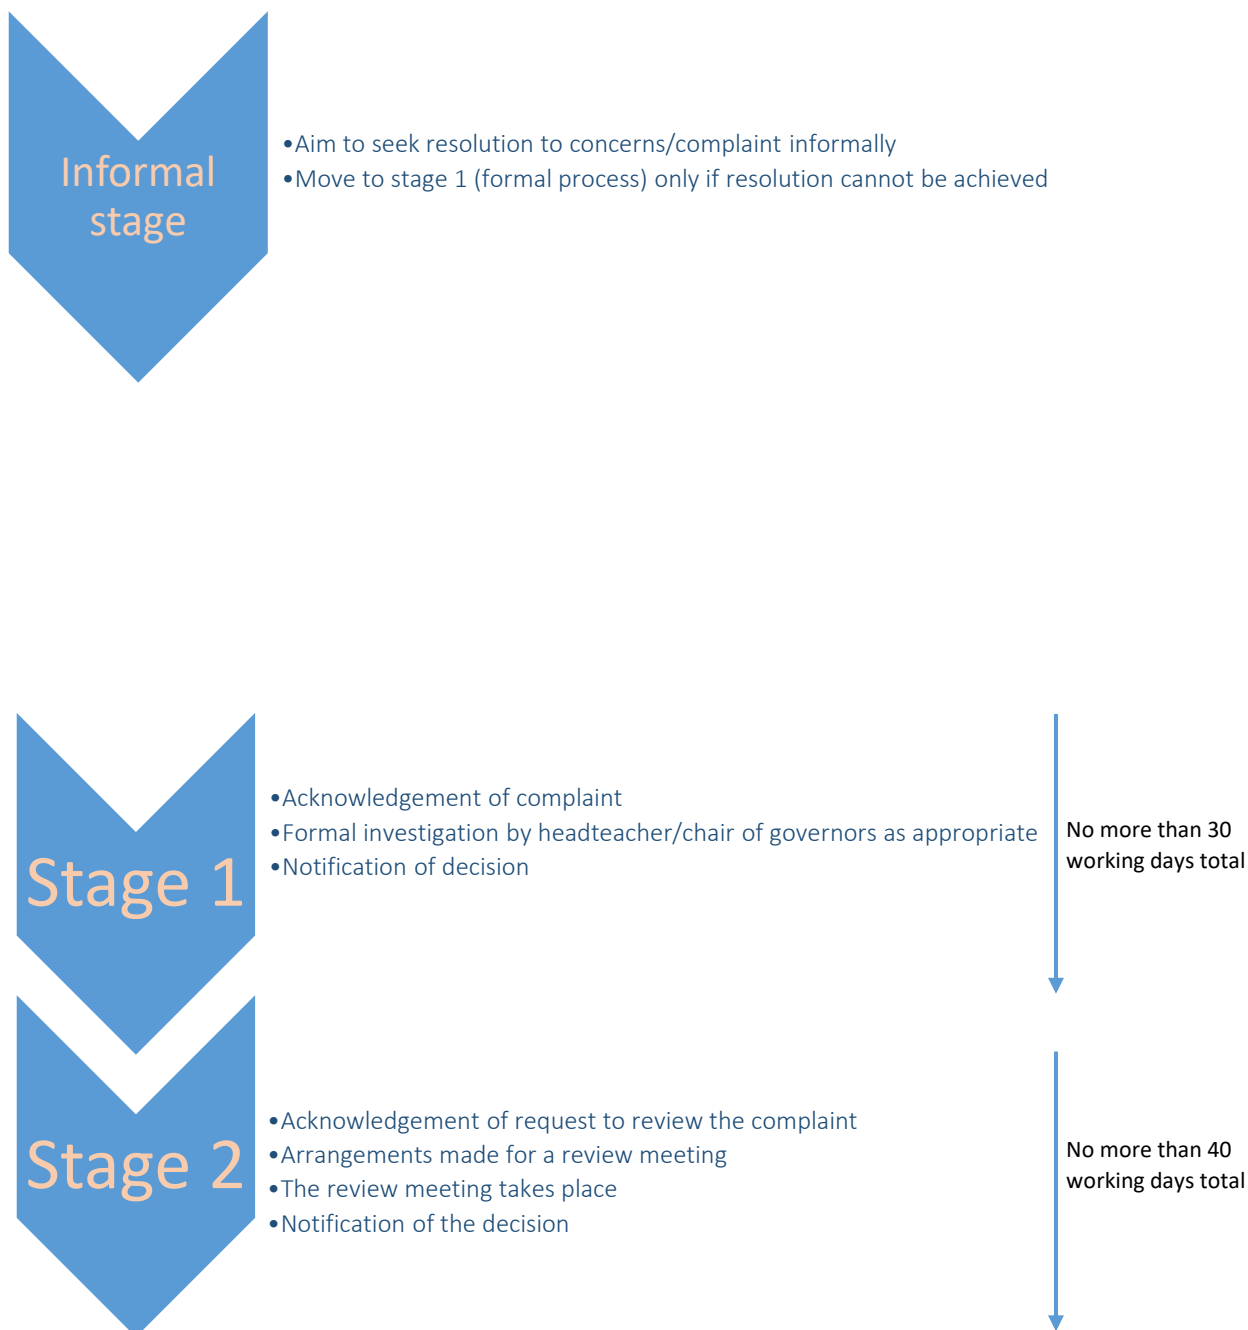 Informal
stage
•Aim to seek resolution to concerns/complaint informally
•Move to stage 1 (formal process) only if resolution cannot be achieved
Stage 1
•Acknowledgement of complaint
•Formal investigation by headteacher/chair of governors as appropriate
•Notification of decision
No more than 30
working days total
Stage 2
•Acknowledgement of request to review the complaint
•Arrangements made for a review meeting
•The review meeting takes place
•Notification of the decision
No more than 40
working days total